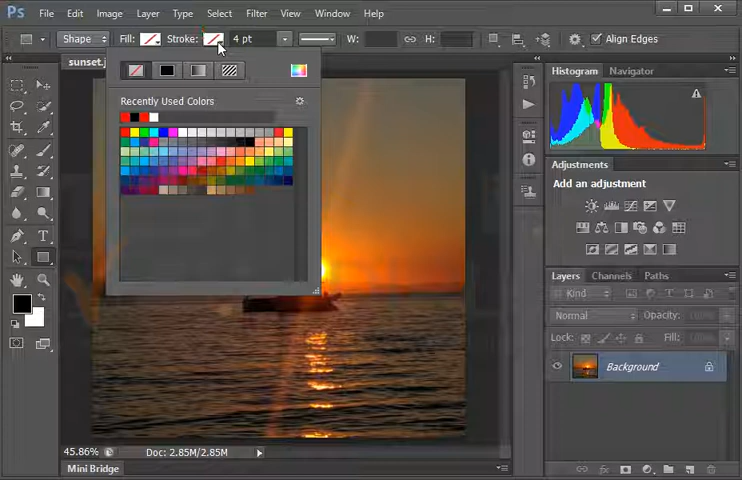 Ps File Edit Image Layer Type Select Filter View Window Help
Shape Fill: Stroke: 4 pt W: H: Align Edges
sunset.j
Recently Used Colors
Histogram Navigator
Adjustments
Add an adjustment
Layers Channels Paths
Kind
Normal Opacity:
Lock: Fill:
Background
45.86% Doc: 2.85M/2.85M
Mini Bridge